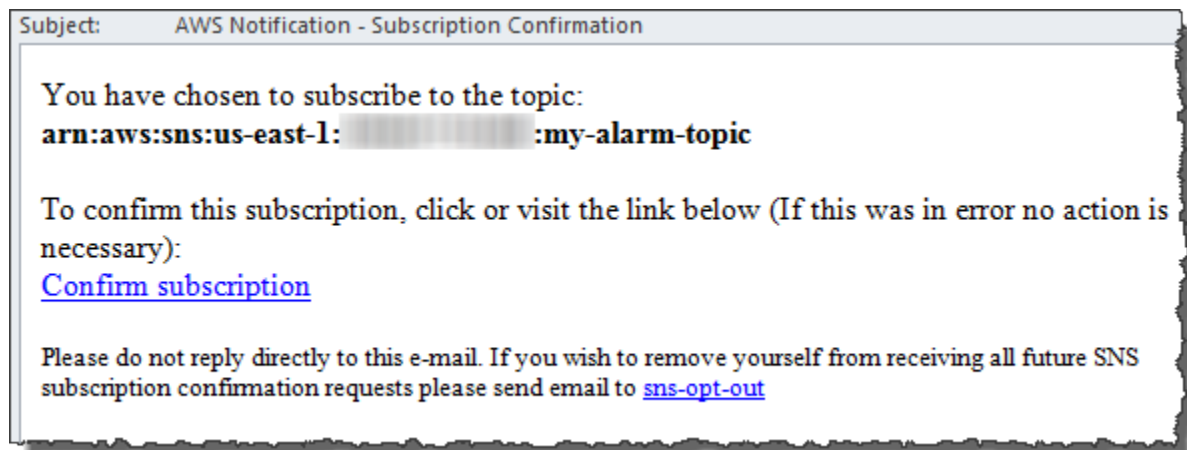 Subject: AWS Notification - Subscription Confirmation
You have chosen to subscribe to the topic:
arn:aws:sns:us-east-1: :my-alarm-topic
To confirm this subscription, click or visit the link below (If this was in error no action is
necessary):
Confirm subscription
Please do not reply directly to this e-mail. If you wish to remove yourself from receiving all future SNS
subscription confirmation requests please send email to sns-opt-out